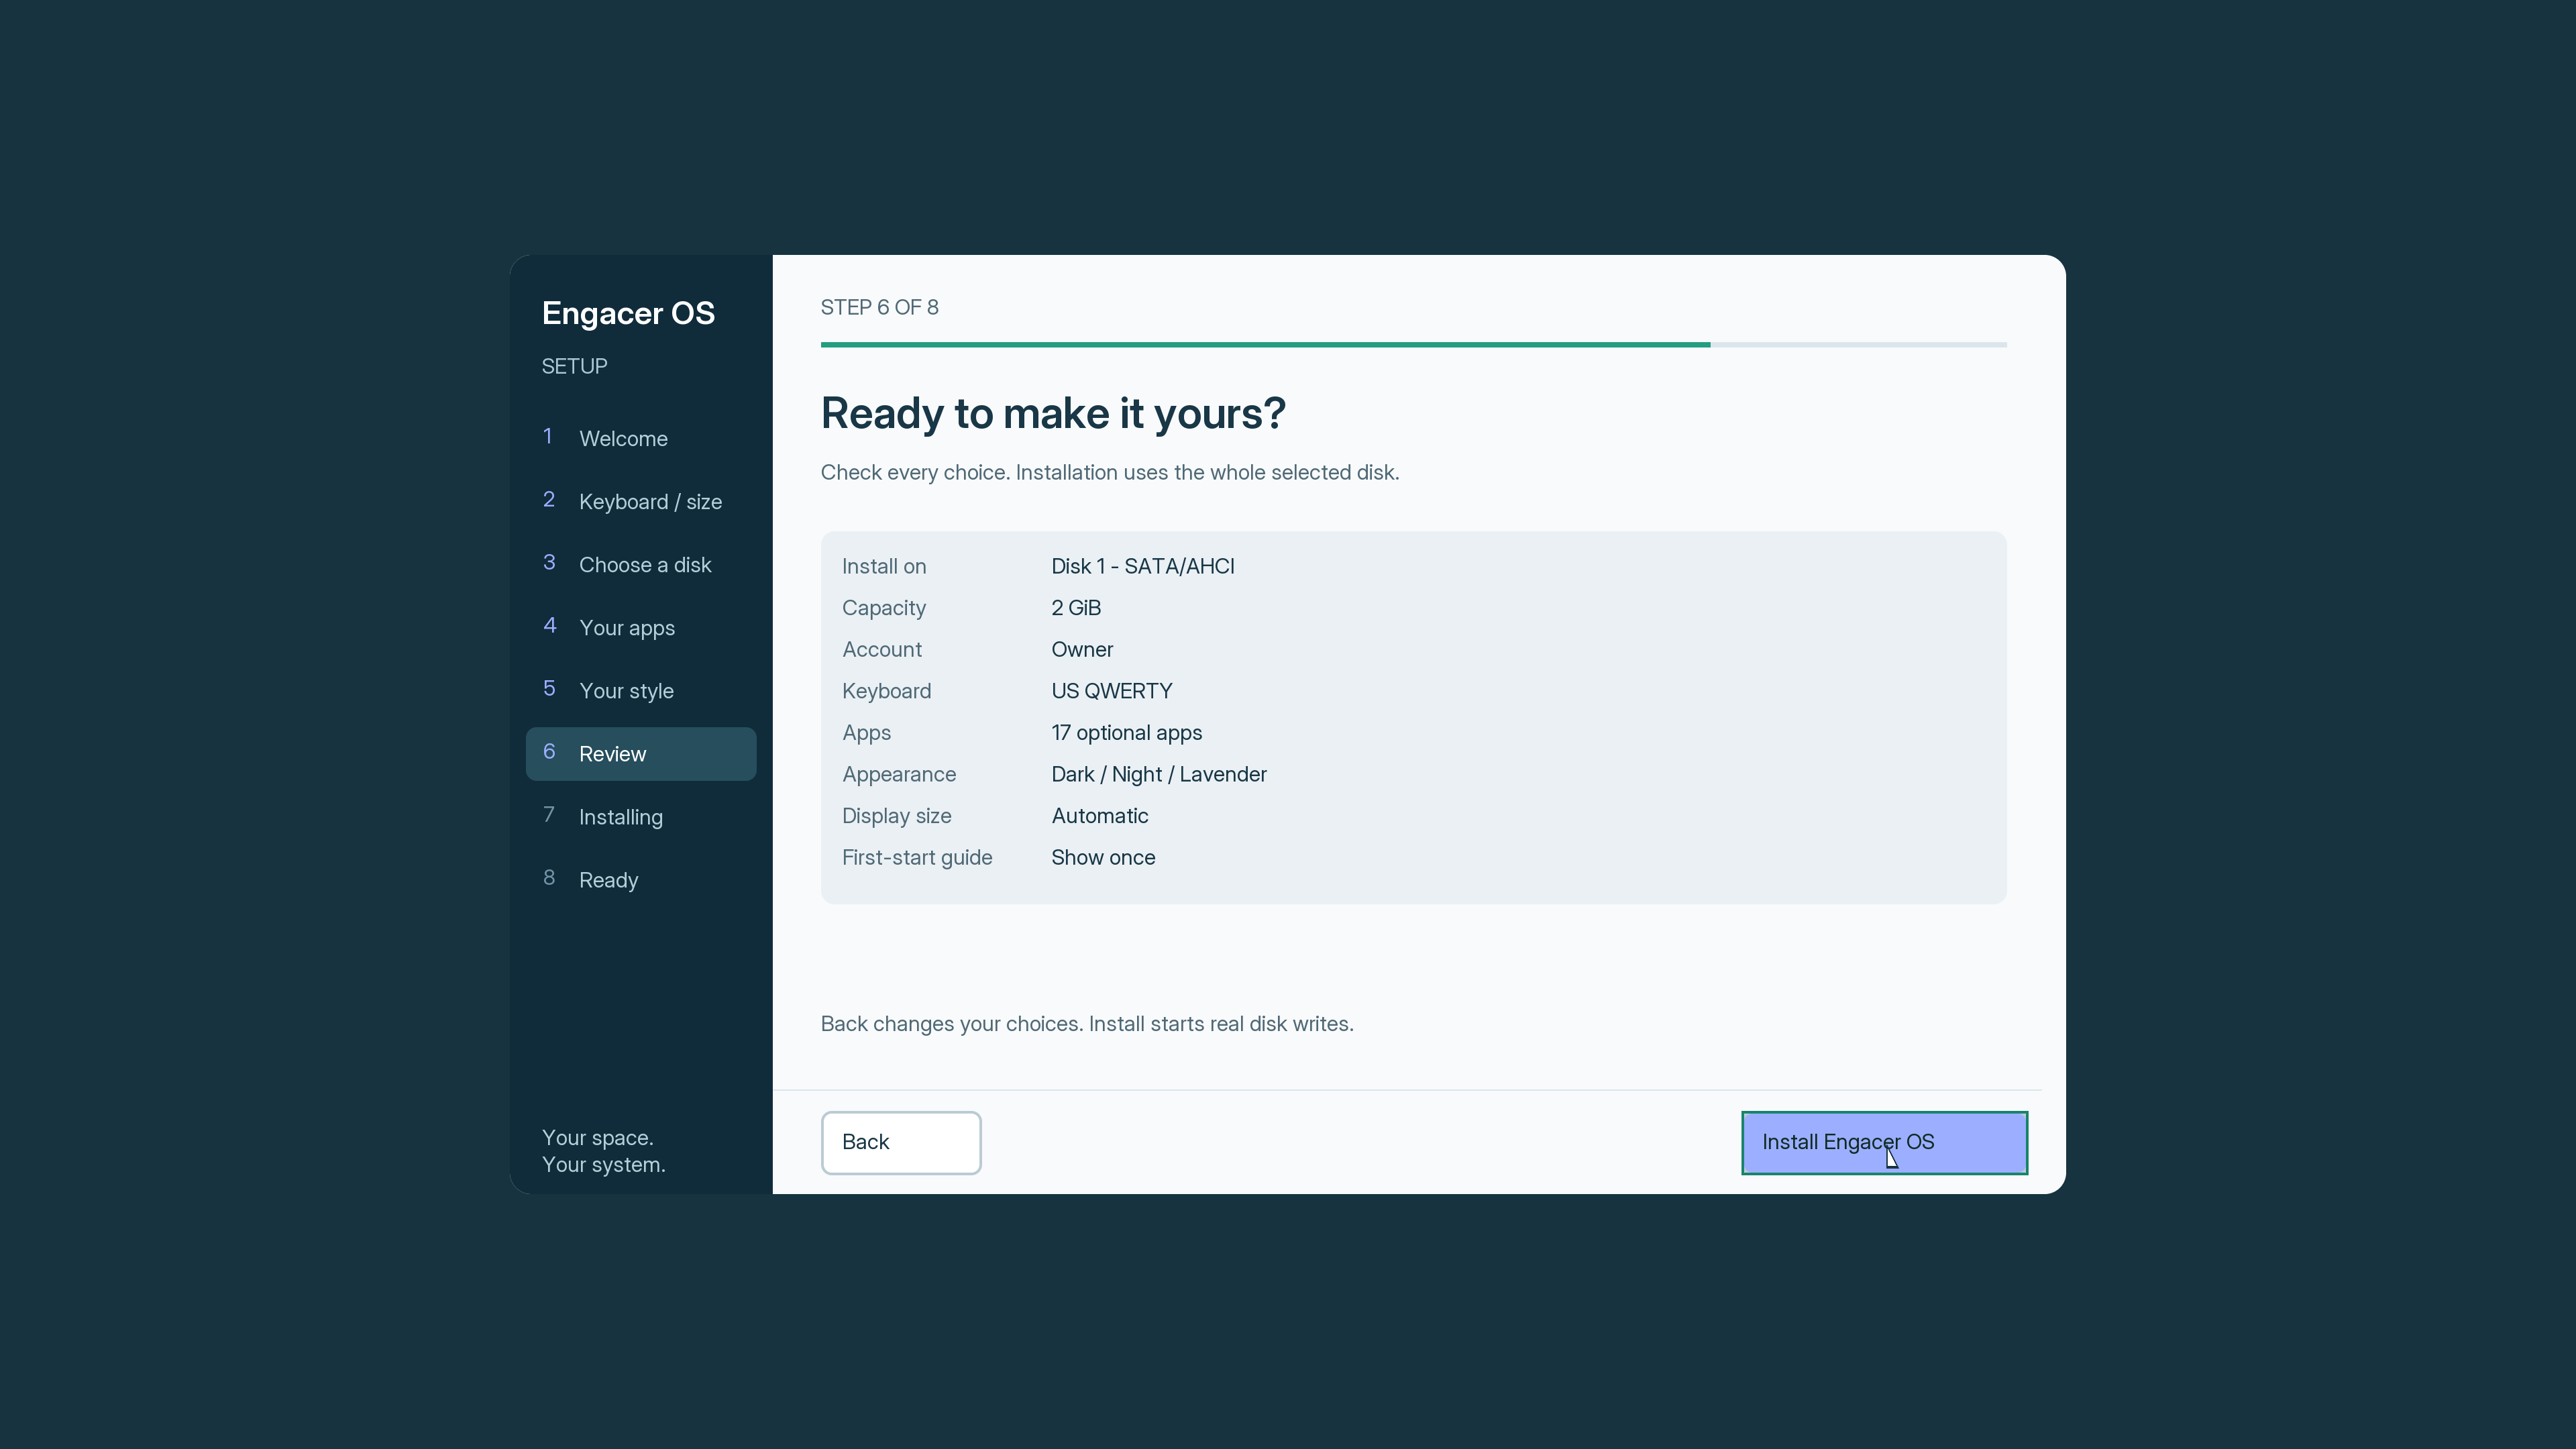 Engacer OS
SETUP
1 Welcome
2 Keyboard / size
3 Choose a disk
4 Your apps
5 Your style
6 Review
7 Installing
8 Ready
Your space.
Your system.
STEP 6 OF 8
Ready to make it yours?
Check every choice. Installation uses the whole selected disk.
Install on Disk 1 - SATA/AHCI
Capacity 2 GiB
Account Owner
Keyboard US QWERTY
Apps 17 optional apps
Appearance Dark / Night / Lavender
Display size Automatic
First-start guide Show once
Back changes your choices. Install starts real disk writes.
Back
Install Engacer OS